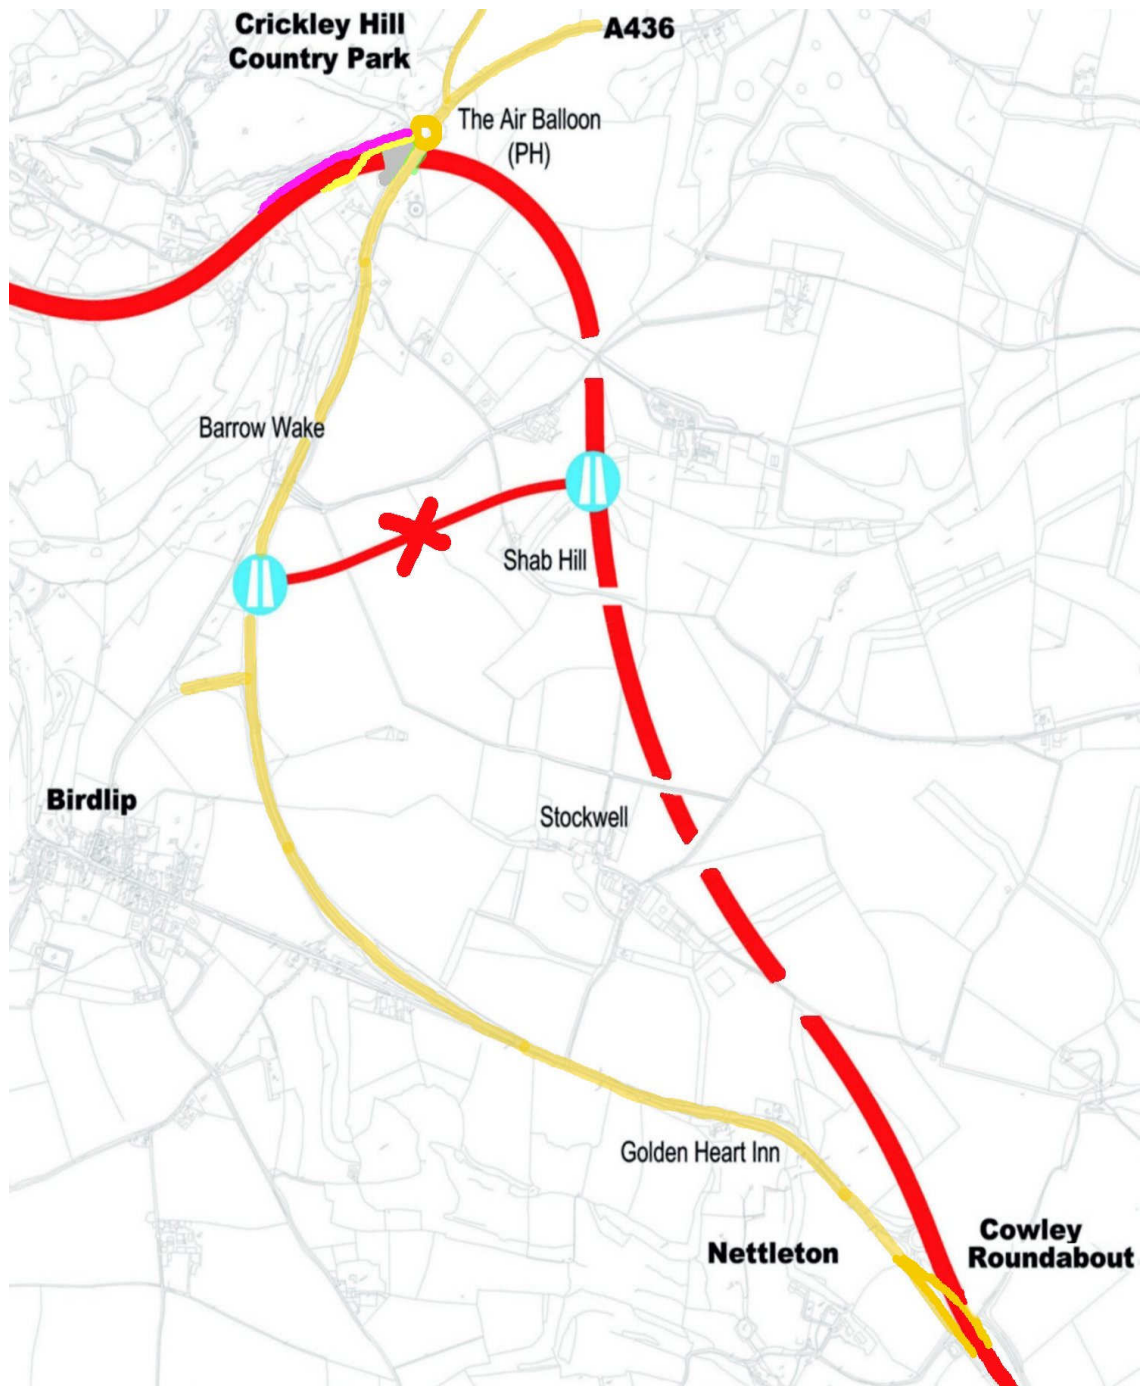 Crickley Hill
Country Park
A436
The Air Balloon
(PH)
Barrow Wake
Shab Hill
Birdlip
Stockwell
Golden Heart Inn
Nettleton
Cowley
Roundabout